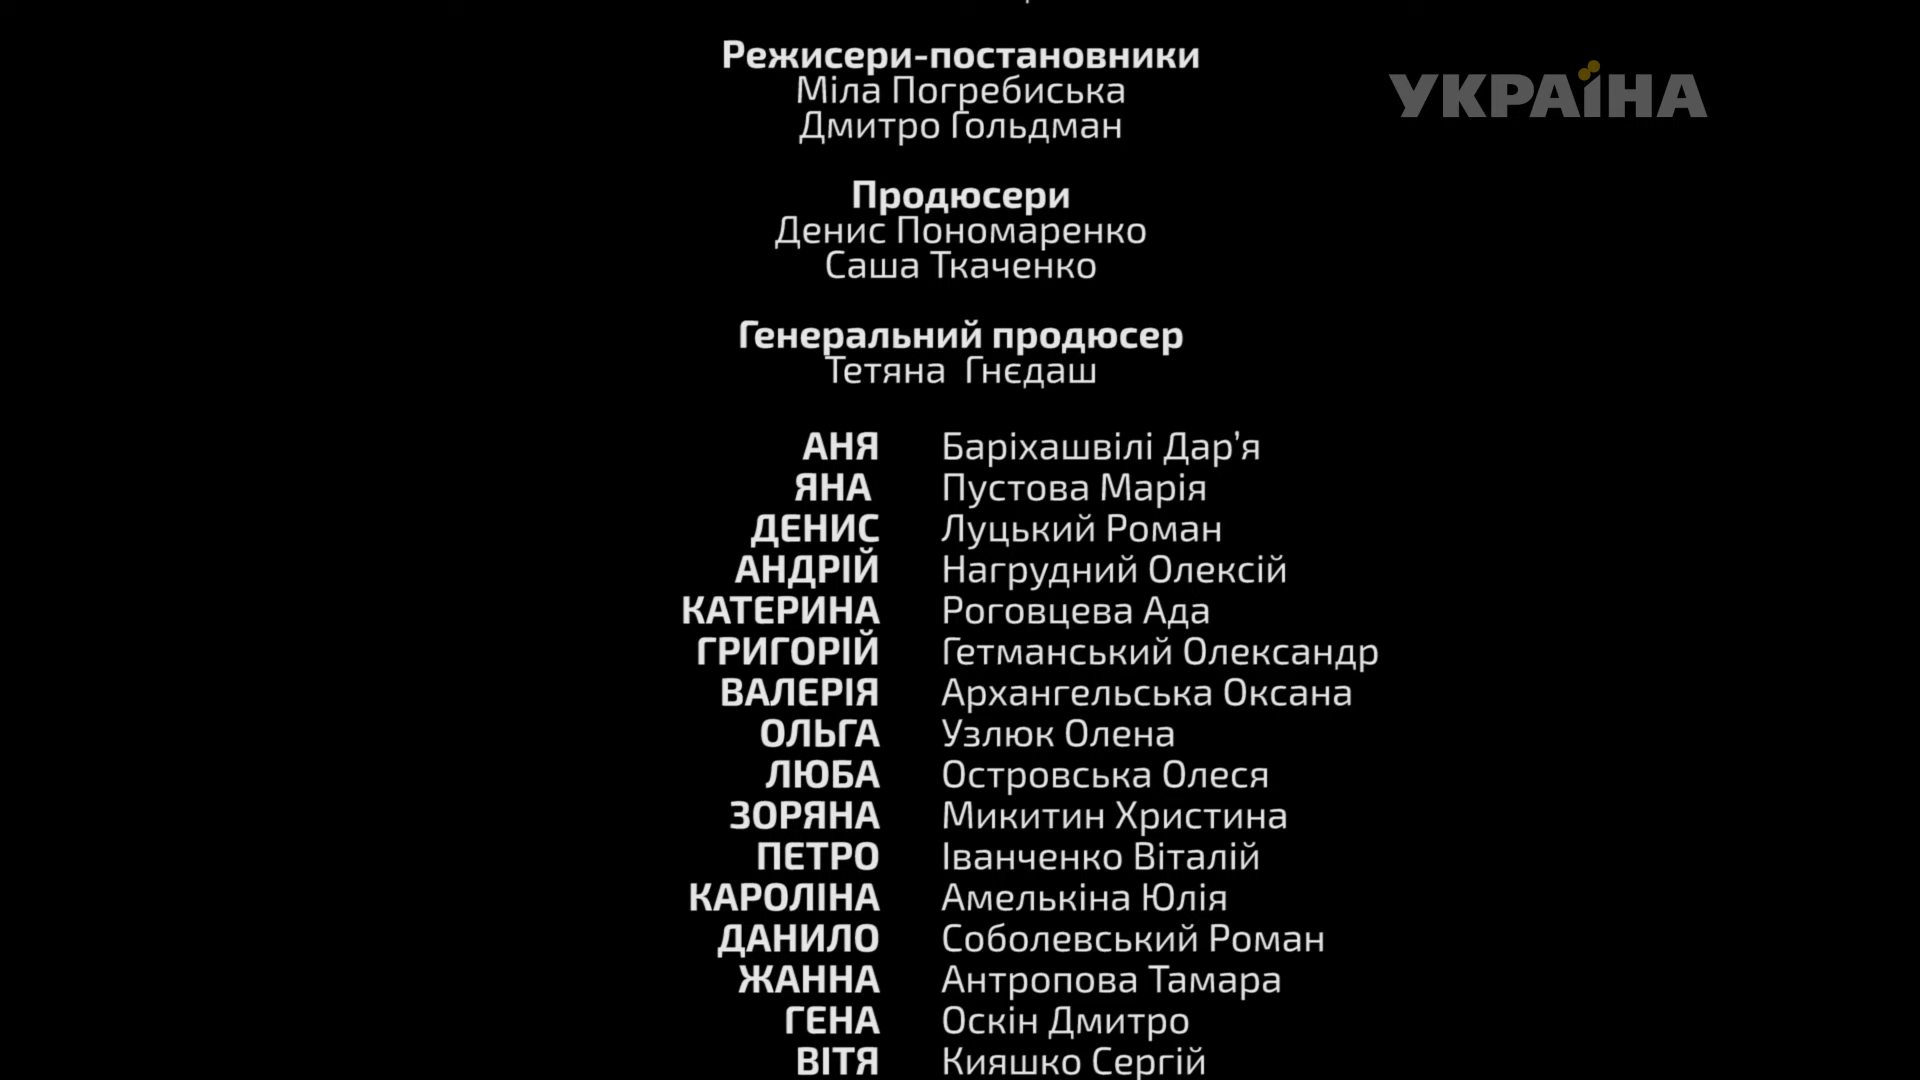 Режисери-постановники
Міла Погребиська
УКРАЇНА
Дмитро Гольдман
Продюсери
Денис Пономаренко
Саша Ткаченко
Генеральний продюсер
Тетяна Гнєдаш
АНЯ Баріхашвілі Дар’я
ЯНА Пустова Марія
ДЕНИС Луцький Роман
АНДРІЙ Нагрудний Олексій
КАТЕРИНА Роговцева Ада
ГРИГОРІЙ Гетманський Олександр
ВАЛЕРІЯ Архангельська Оксана
ОЛЬГА Узлюк Олена
ЛЮБА Островська Олеся
ЗОРЯНА Микитин Христина
ПЕТРО Іванченко Віталій
КАРОЛІНА Амелькіна Юлія
ДАНИЛО Соболевський Роман
ЖАННА Антропова Тамара
ГЕНА Оскін Дмитро
ВІТЯ Кияшко Сергій